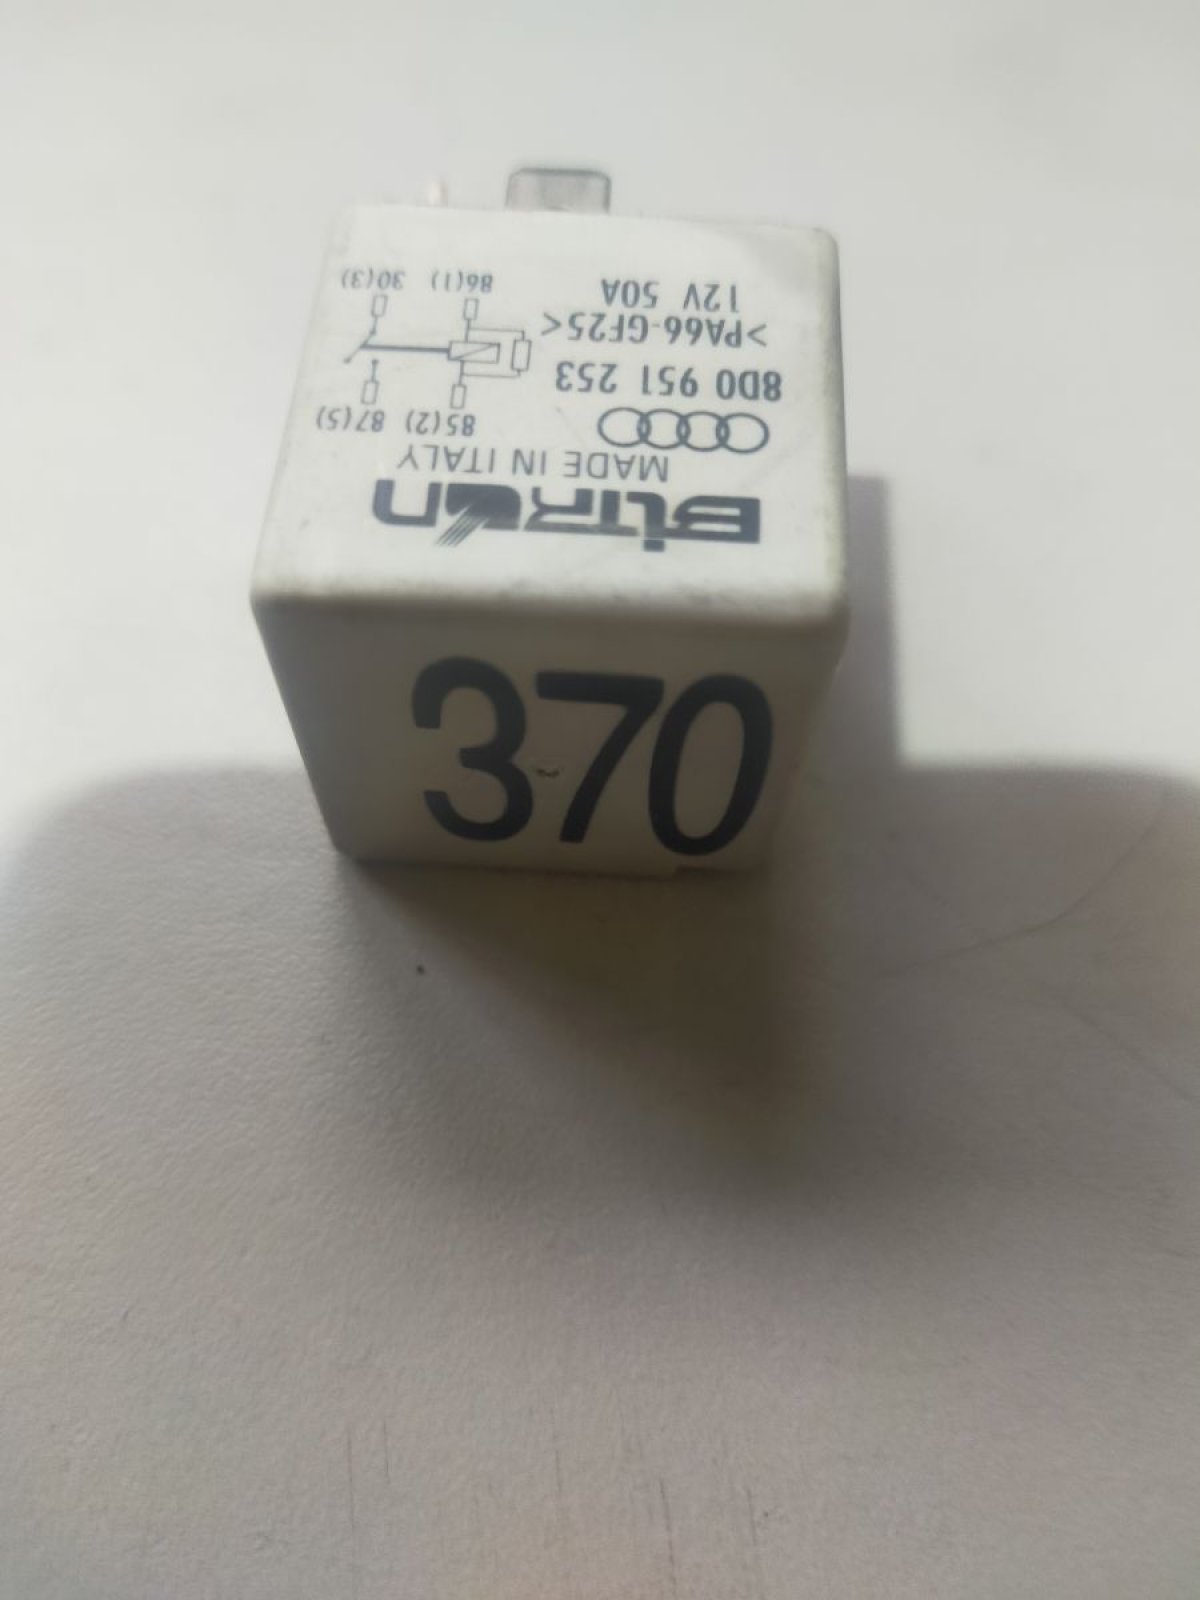 BitRON
MADE IN ITALY
8D0 951 253
>PA66-GF25<
12V 50A
85(2) 87(5)
86(1) 30(3)
370